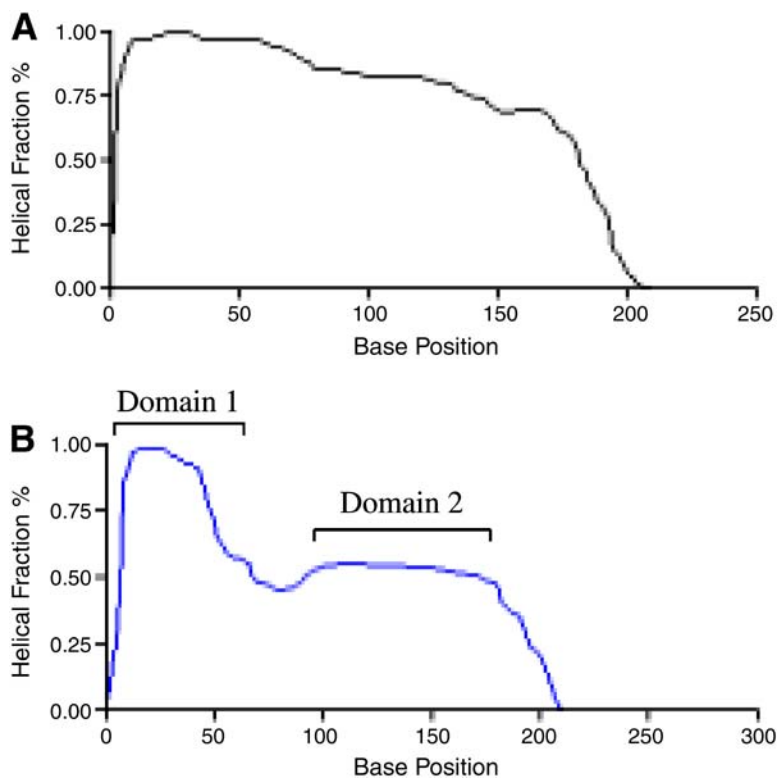 A
Helical Fraction %
1.00
0.75
0.50
0.25
0.00
0 50 100 150 200 250
Base Position
B
Domain 1
Domain 2
Helical Fraction %
1.00
0.75
0.50
0.25
0.00
0 50 100 150 200 250 300
Base Position